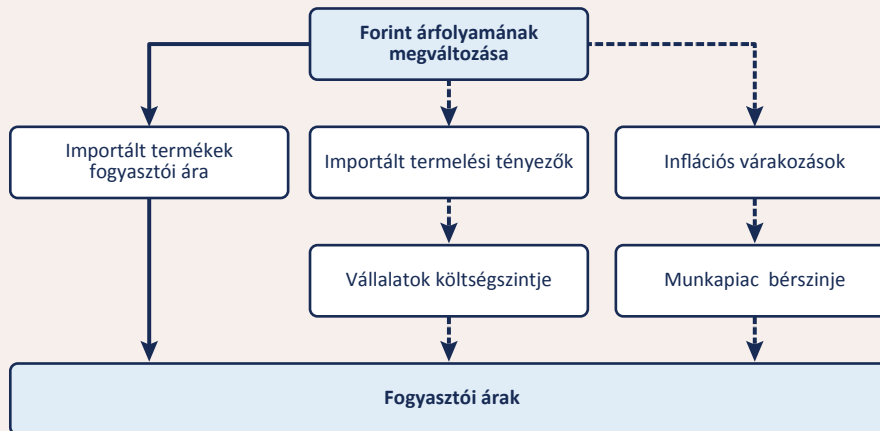 Forint árfolyamának
megváltozása
Importált termékek
fogyasztói ára
Importált termelési tényezők
Inflációs várakozások
Vállalatok költségszintje
Munkapiac bérszinje
Fogyasztói árak